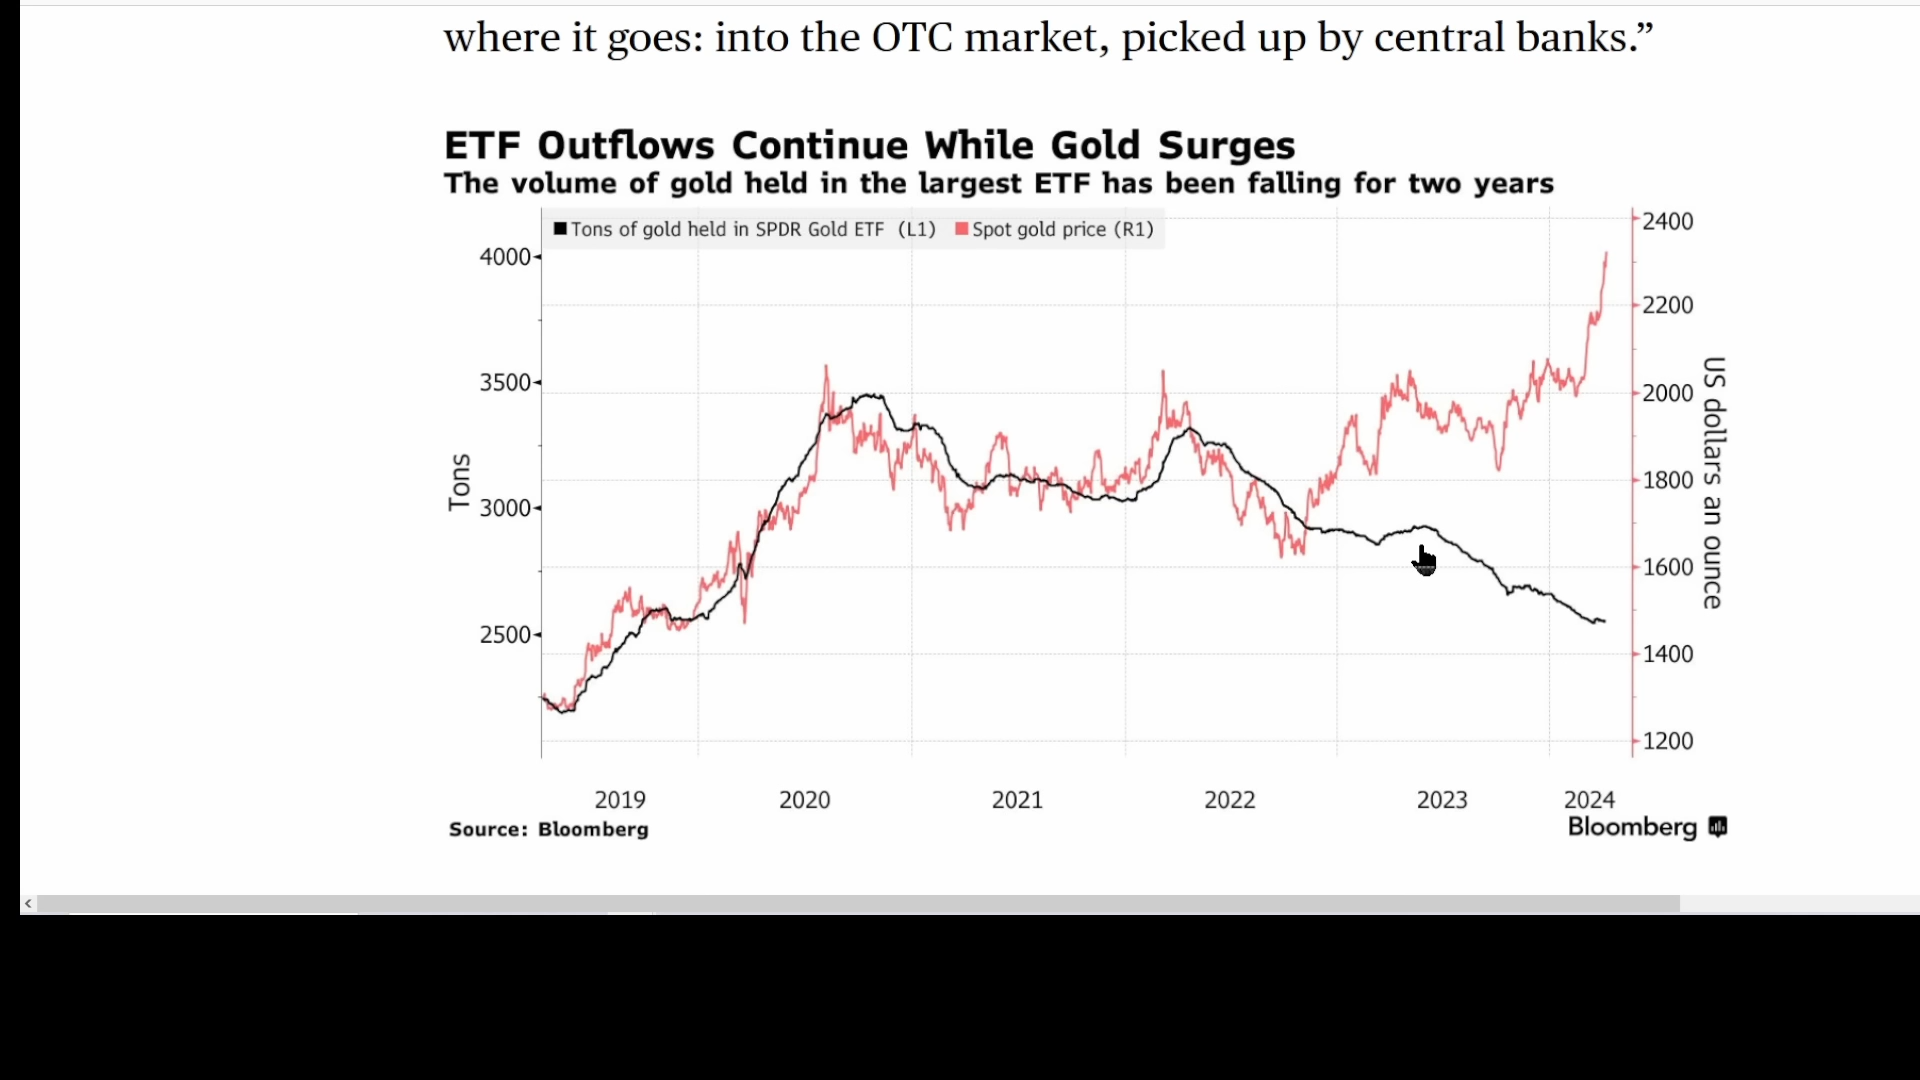 where it goes: into the OTC market, picked up by central banks.”
ETF Outflows Continue While Gold Surges
The volume of gold held in the largest ETF has been falling for two years
Tons of gold held in SPDR Gold ETF (L1) Spot gold price (R1)
4000
3500
3000
2500
Tons
2400
2200
2000
1800
1600
1400
1200
US dollars an ounce
2019 2020 2021 2022 2023 2024
Source: Bloomberg
Bloomberg